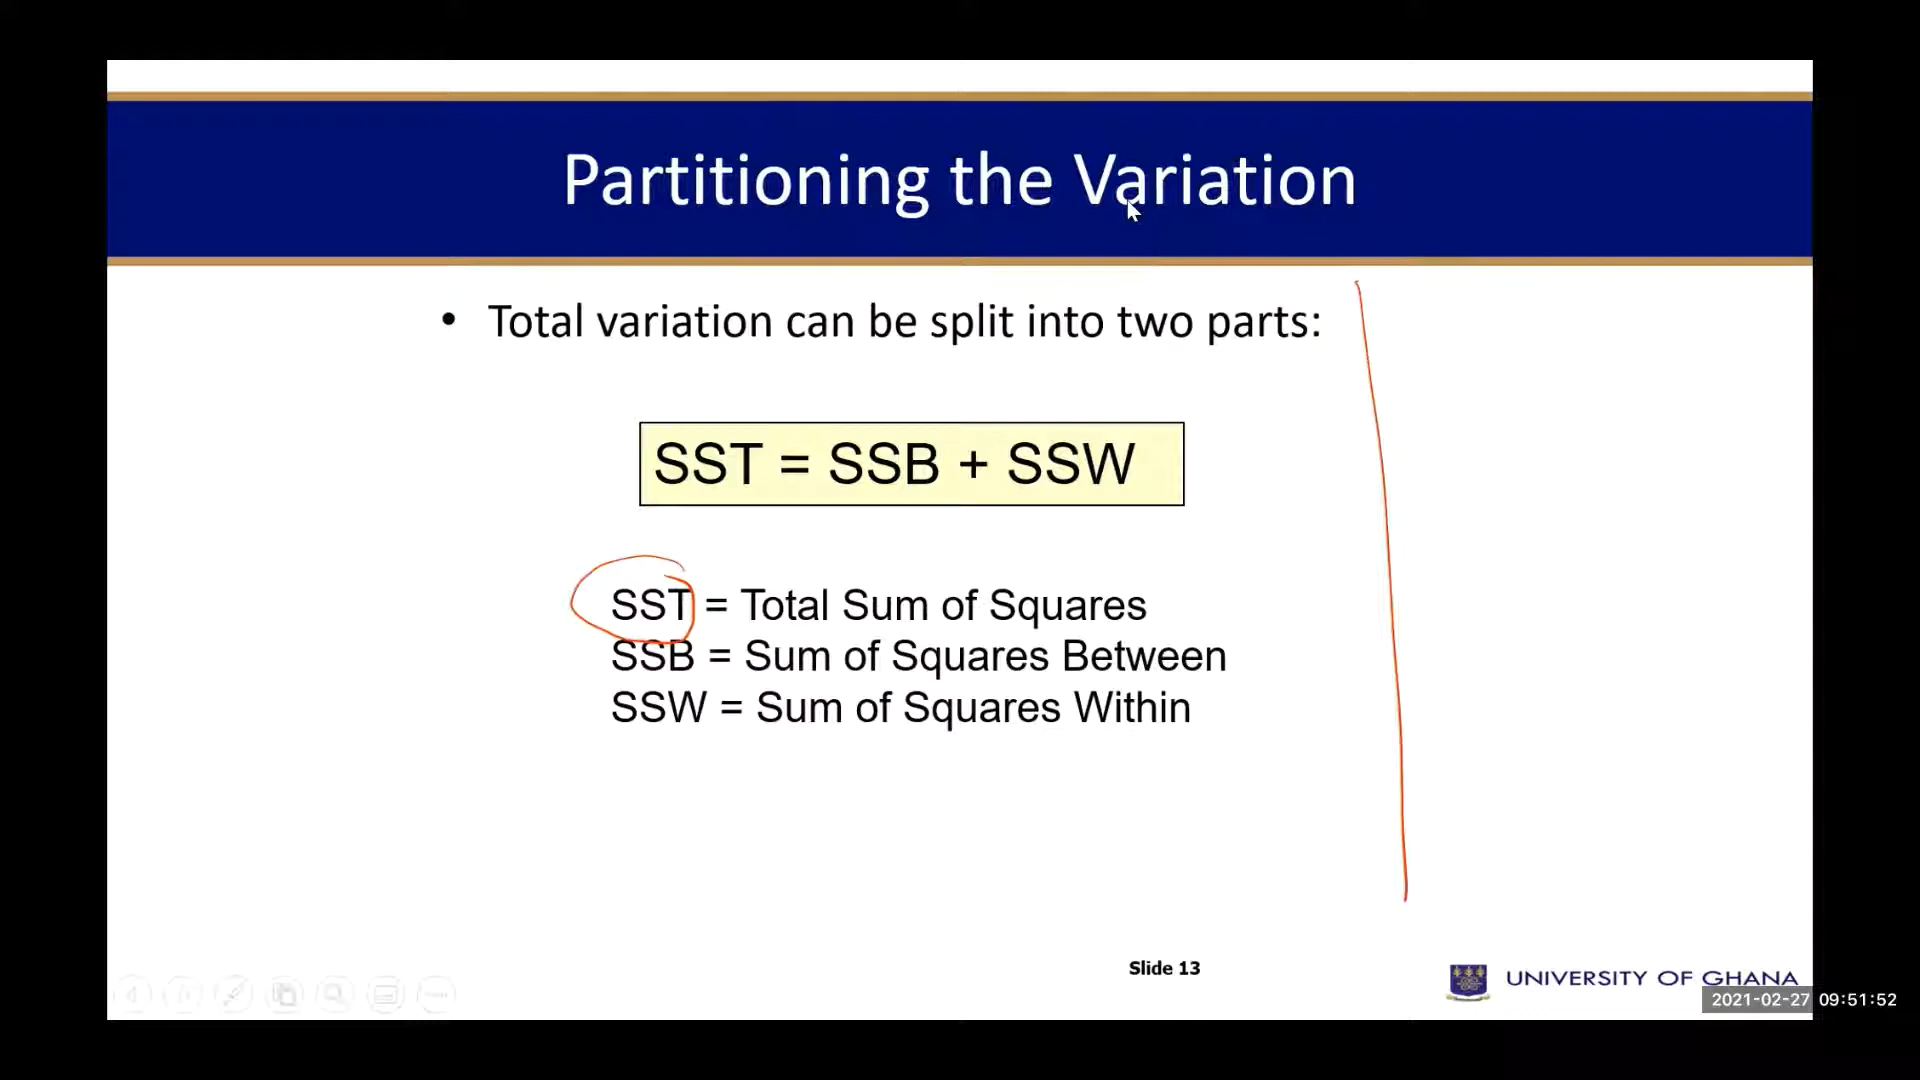 Partitioning the Variation
• Total variation can be split into two parts:
SST = SSB + SSW
SST = Total Sum of Squares
SSB = Sum of Squares Between
SSW = Sum of Squares Within
Slide 13
UNIVERSITY OF GHANA
2021-02-27 09:51:52